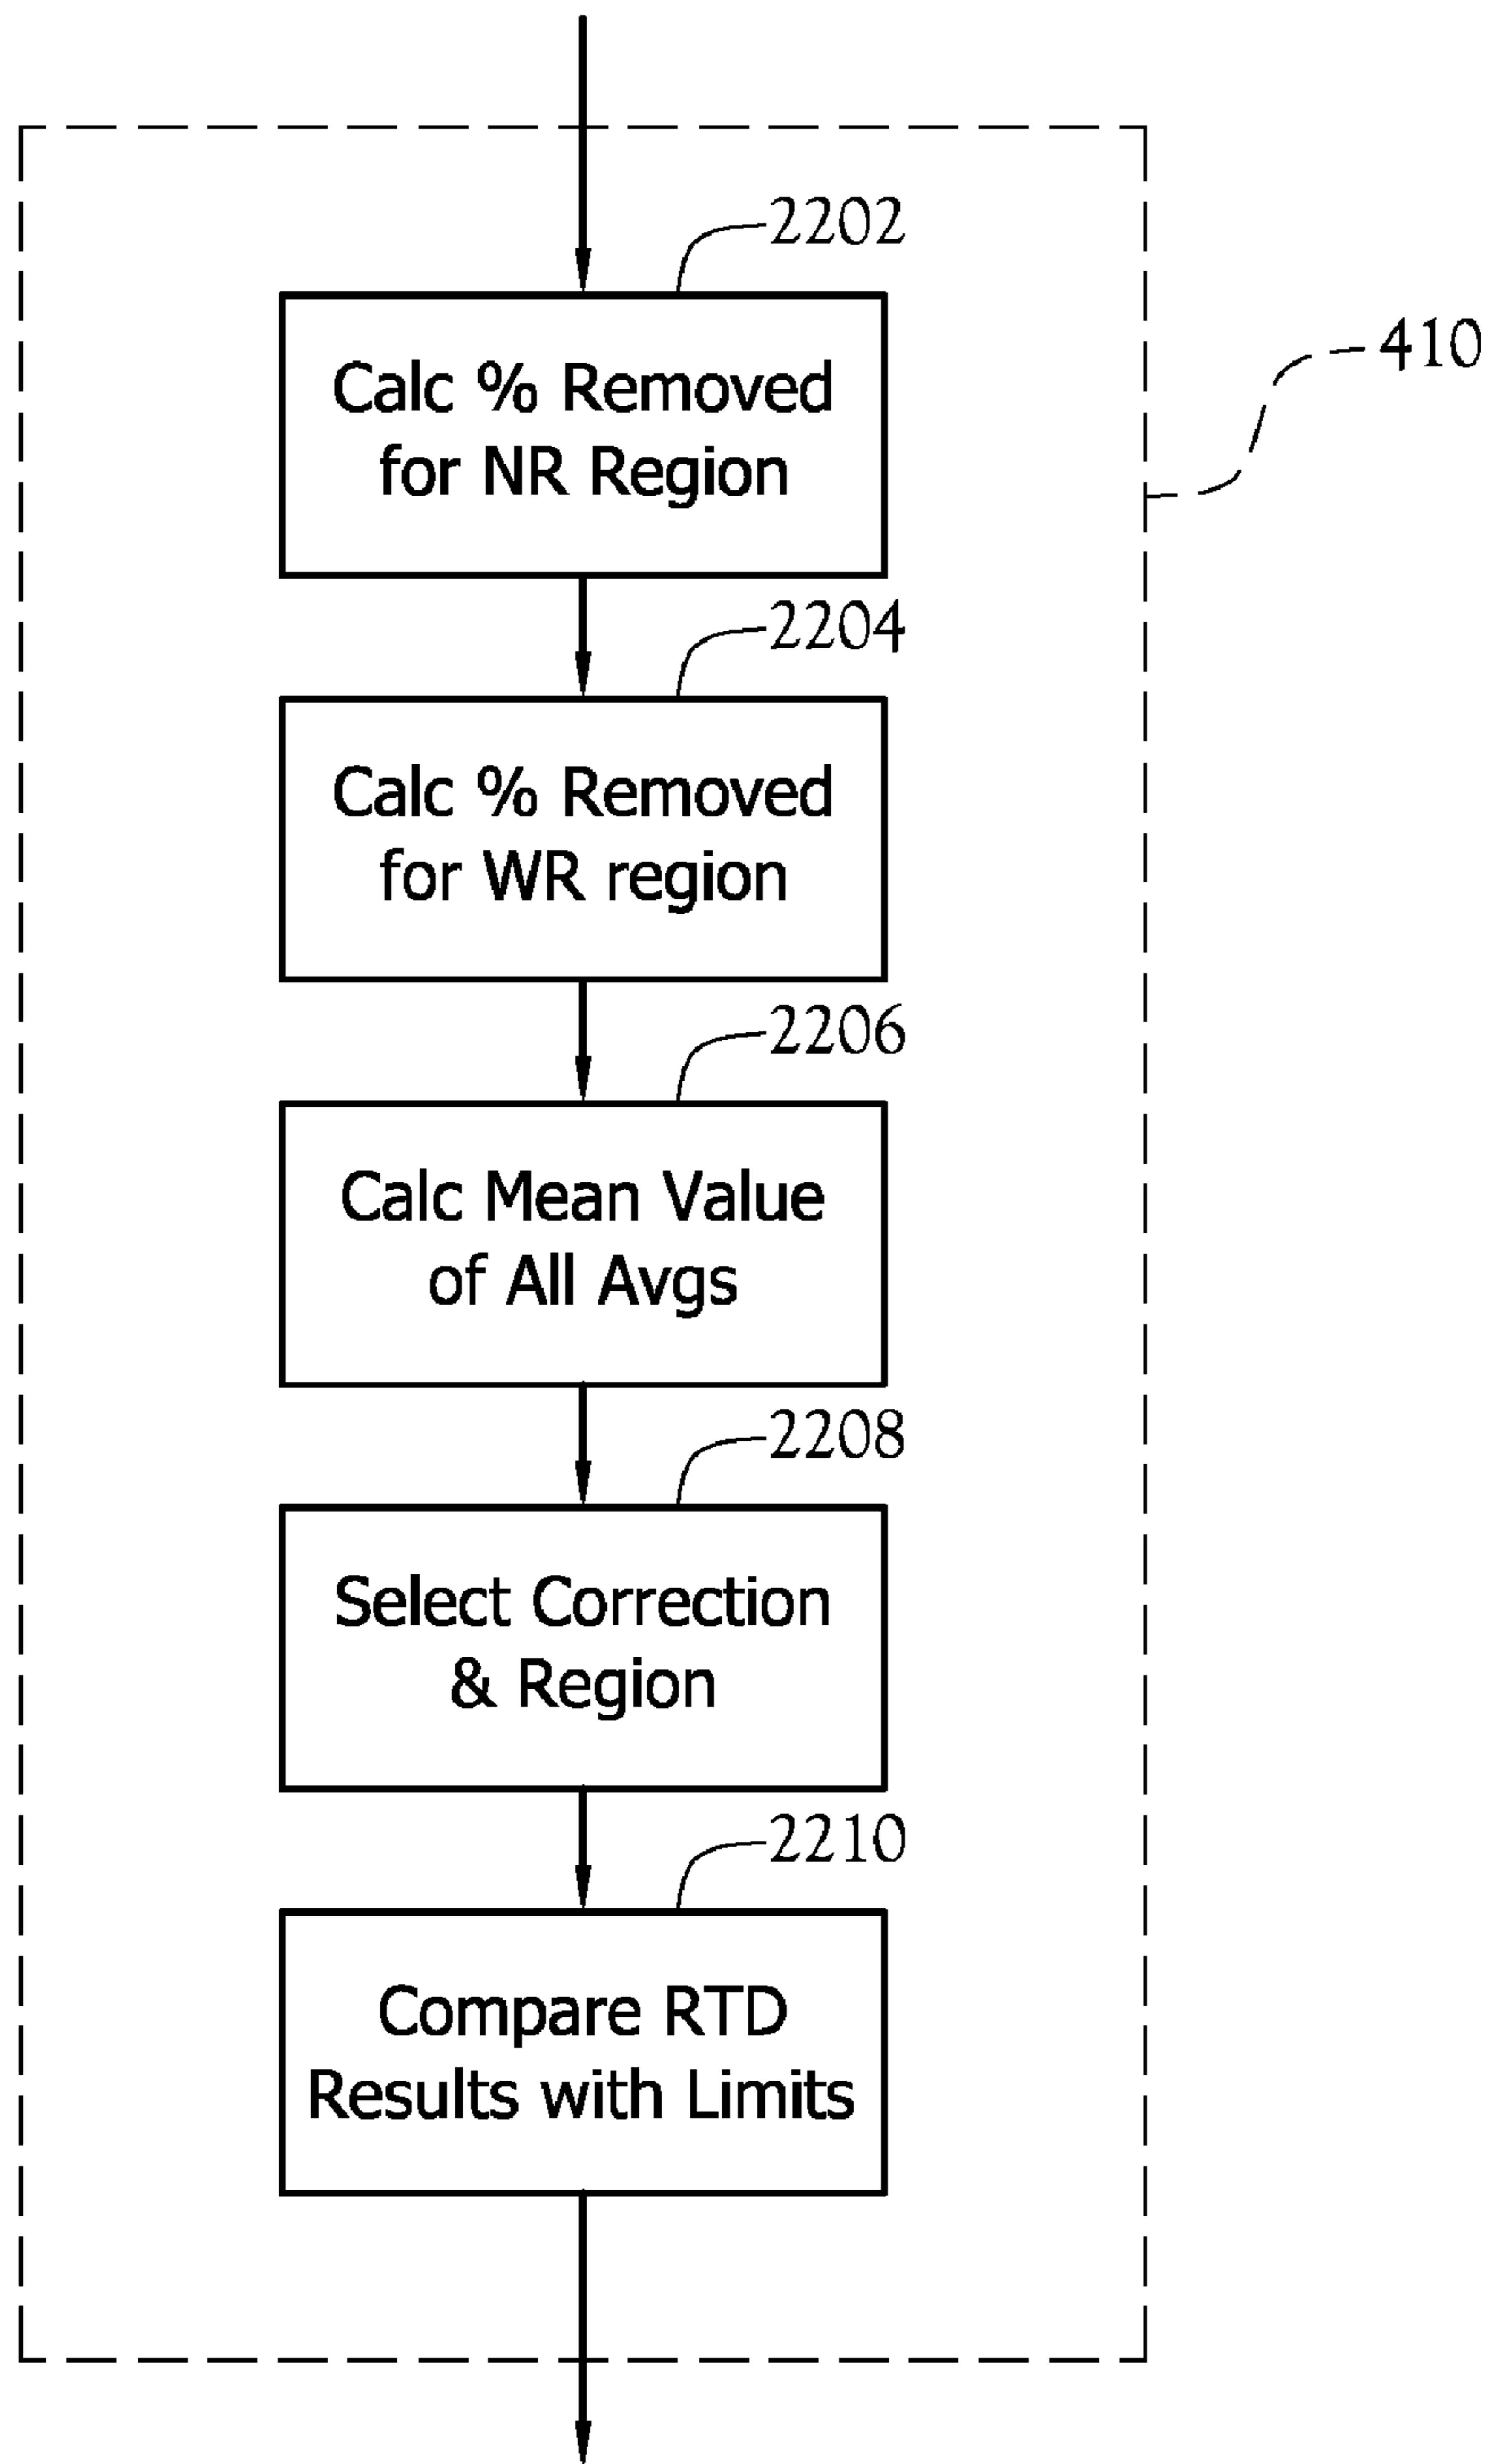 2202
Calc % Removed
for NR Region
410
2204
Calc % Removed
for WR region
2206
Calc Mean Value
of All Avgs
2208
Select Correction
& Region
2210
Compare RTD
Results with Limits